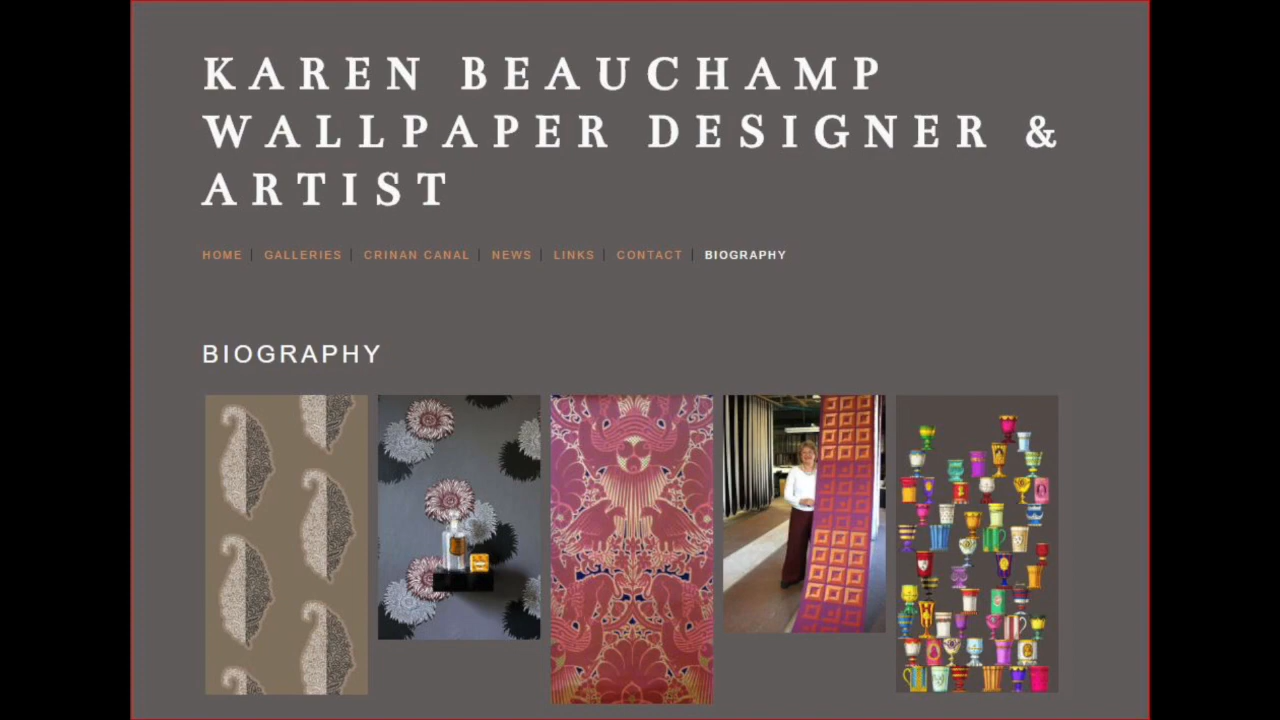 KAREN BEAUCHAMP
WALLPAPER DESIGNER &
ARTIST
HOME GALLERIES CRINAN CANAL NEWS LINKS CONTACT BIOGRAPHY
BIOGRAPHY